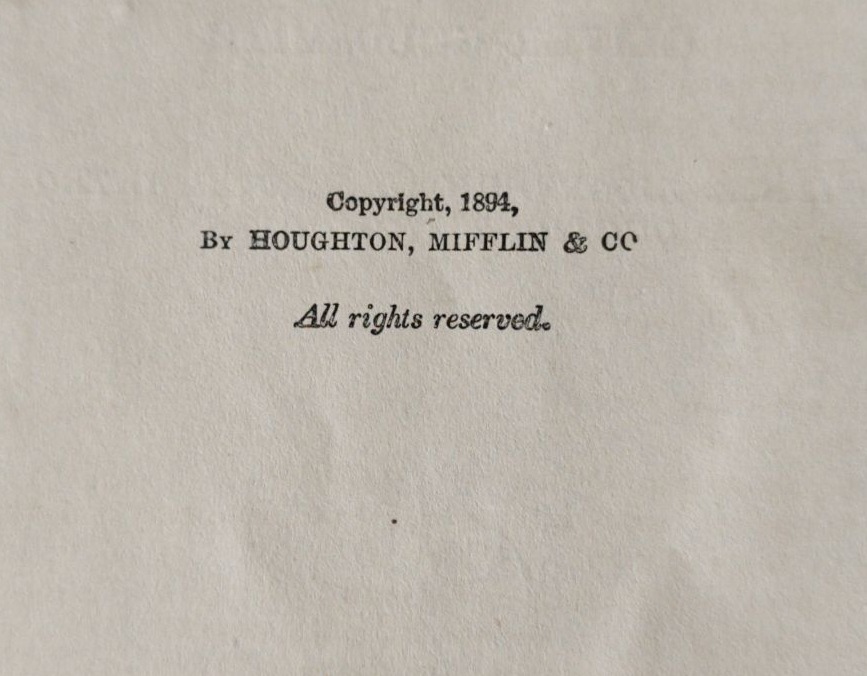 Copyright, 1894,
By HOUGHTON, MIFFLIN & CO
All rights reserved.